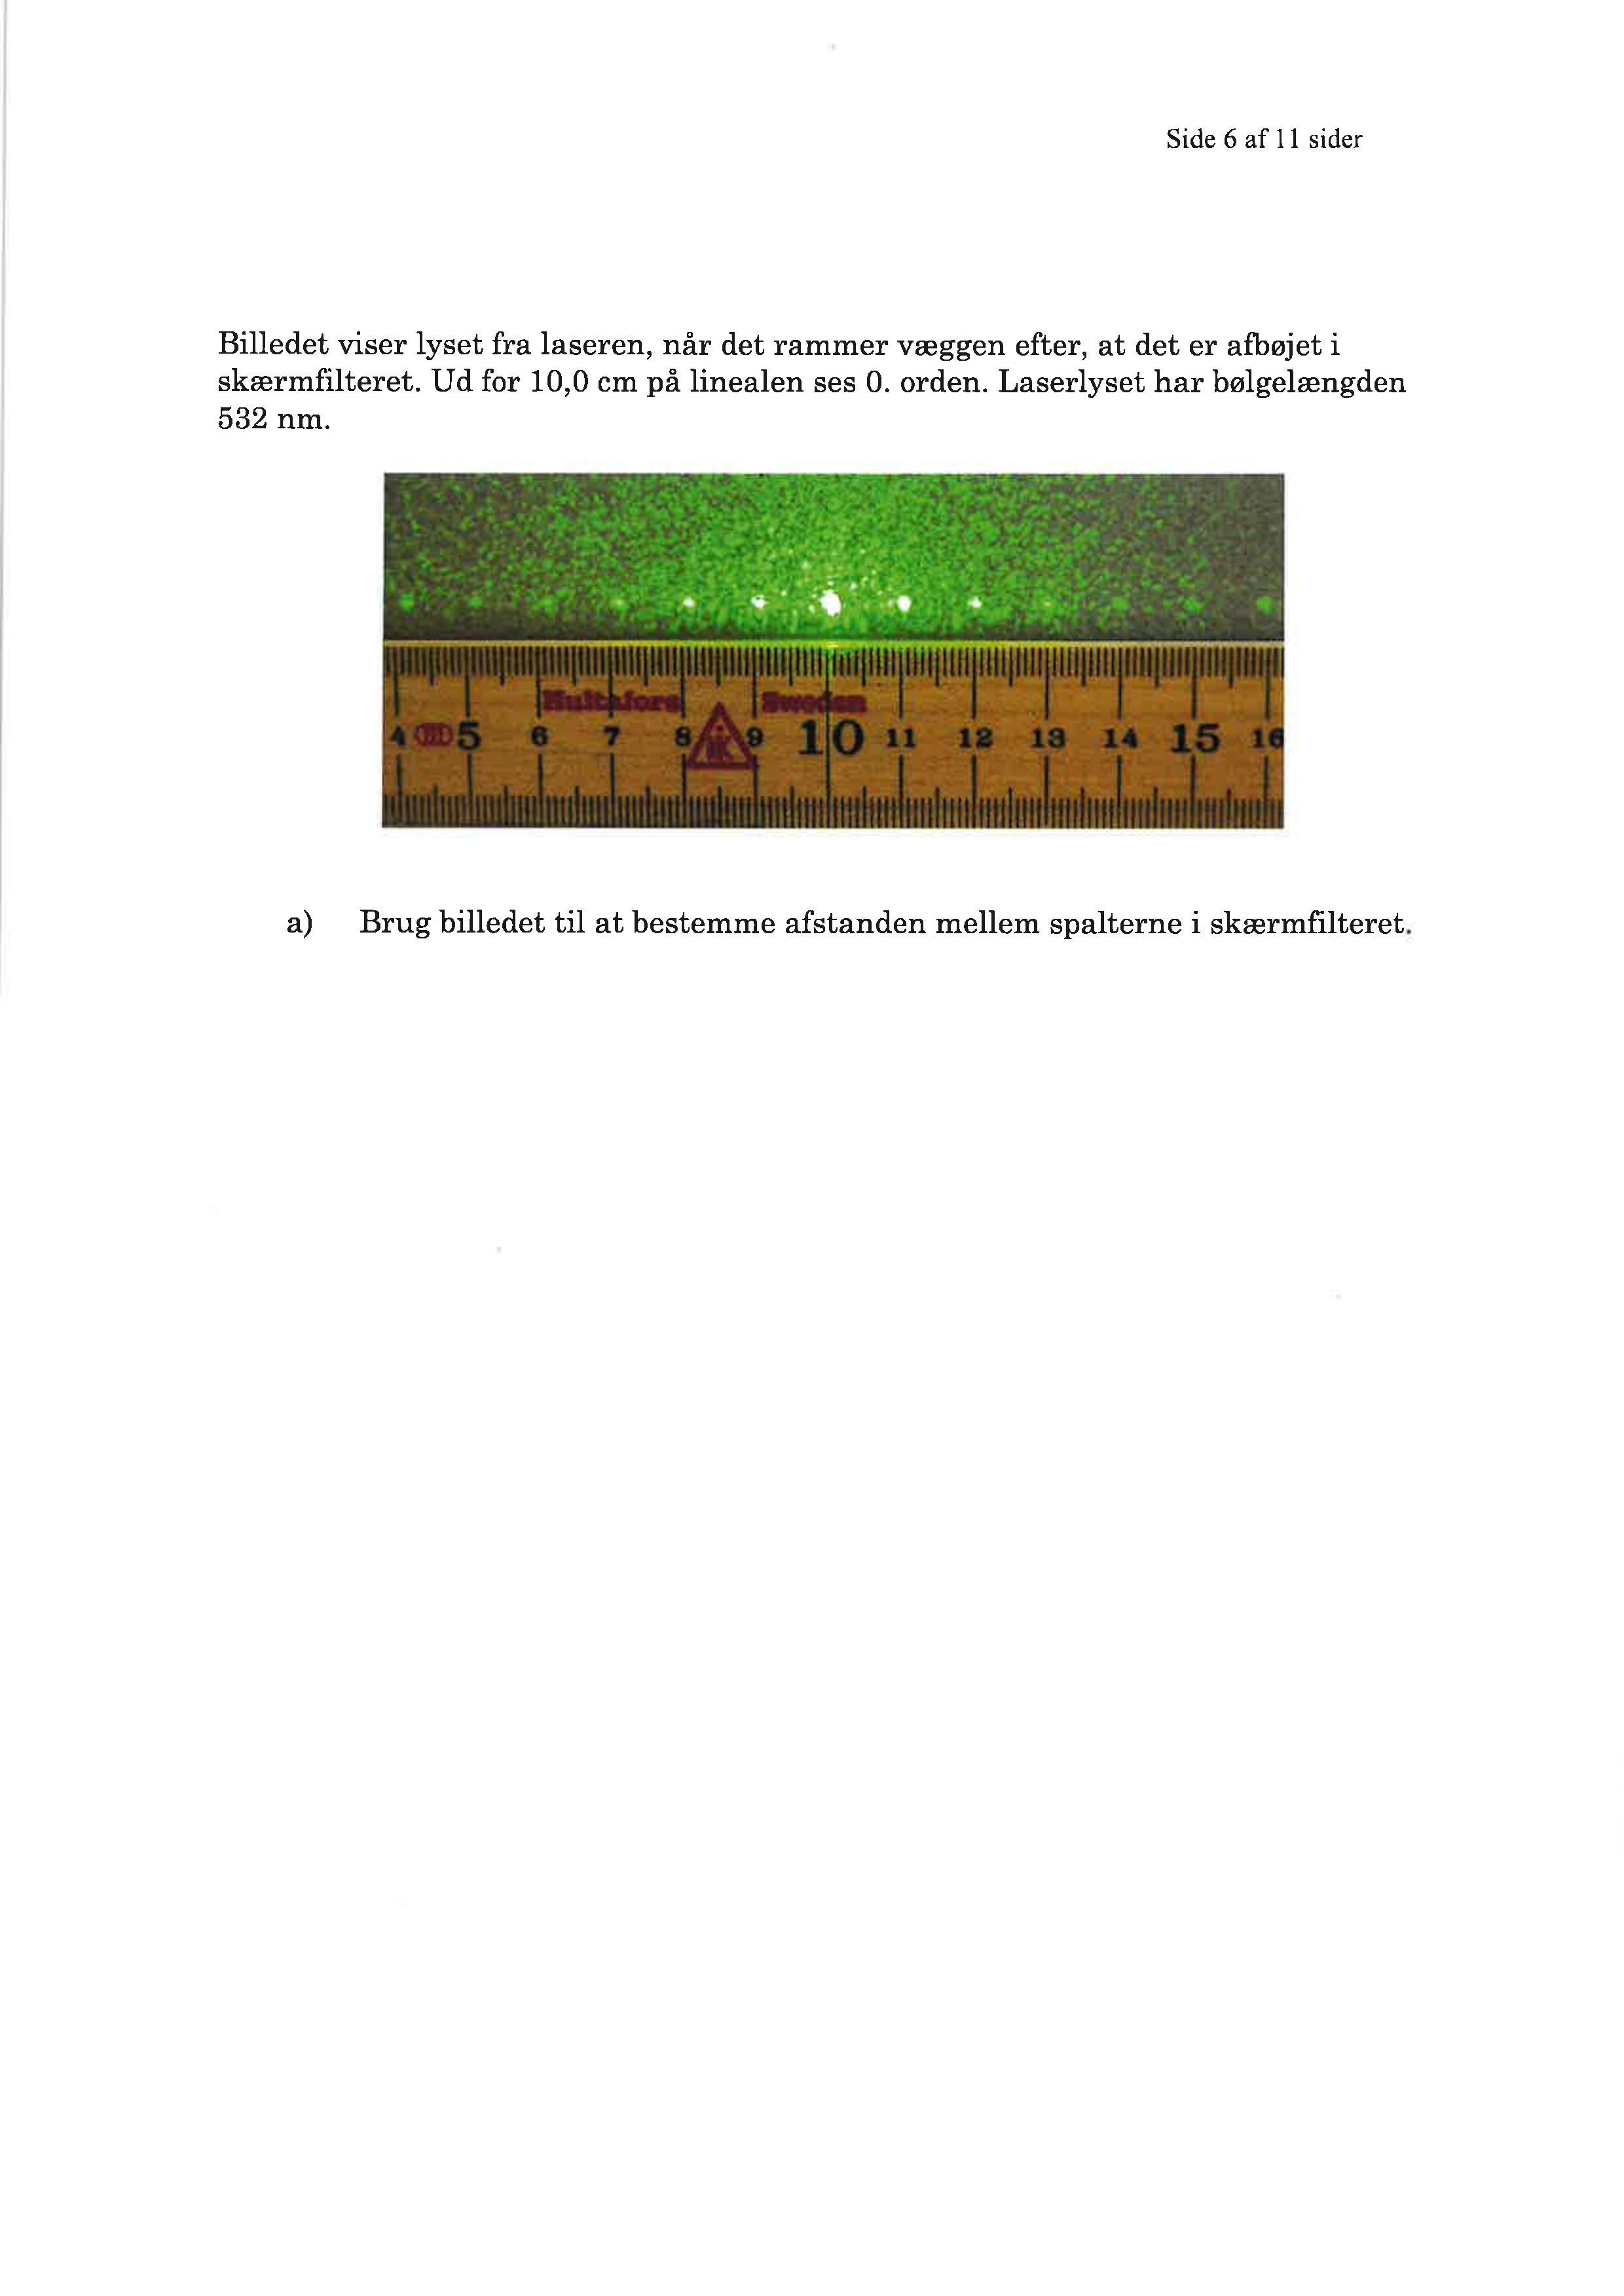 Side 6 af 11 sider
Billedet viser lyset fra laseren, når det rammer væggen efter, at det er afbøjet i
skærmfilteret. Ud for 10,0 cm på linealen ses 0. orden. Laserlyset har bølgelængden
532 nm.
Hultafors Sweden
4 5 6 7 8 9 10 11 12 13 14 15 16
a) Brug billedet til at bestemme afstanden mellem spalterne i skærmfilteret.